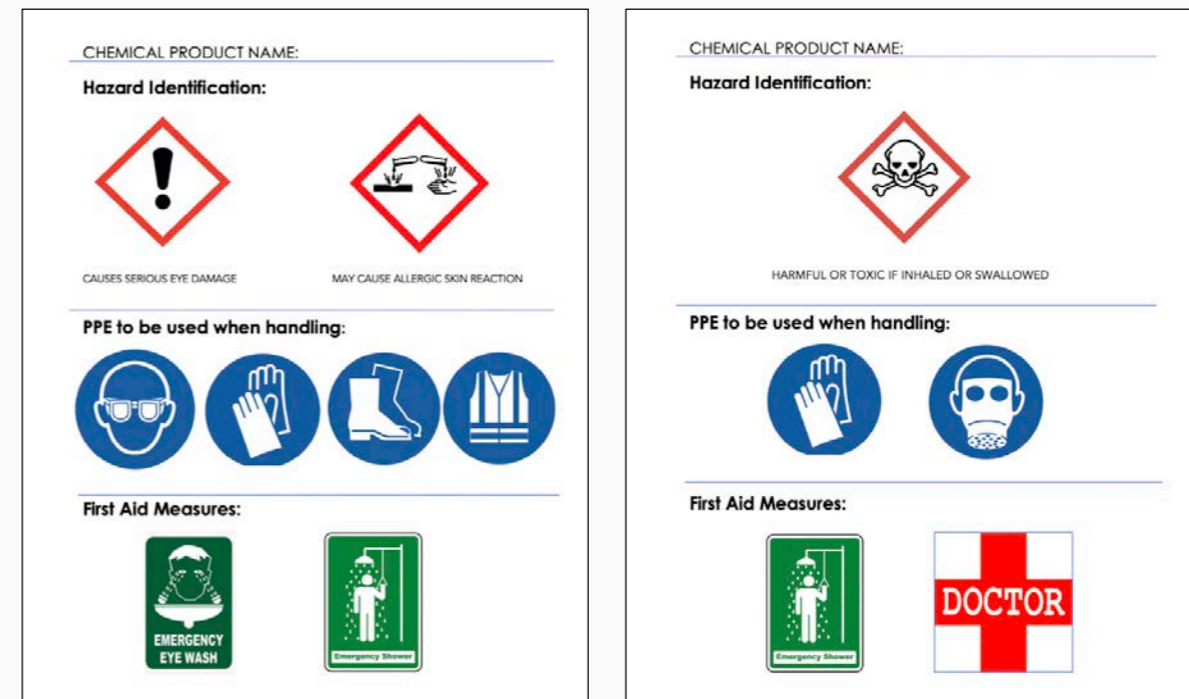 CHEMICAL PRODUCT NAME:
Hazard Identification:
CAUSES SERIOUS EYE DAMAGE
MAY CAUSE ALLERGIC SKIN REACTION
PPE to be used when handling:
First Aid Measures:
EMERGENCY
EYE WASH
Emergency Shower
CHEMICAL PRODUCT NAME:
Hazard Identification:
HARMFUL OR TOXIC IF INHALED OR SWALLOWED
PPE to be used when handling:
First Aid Measures:
Emergency Shower
DOCTOR